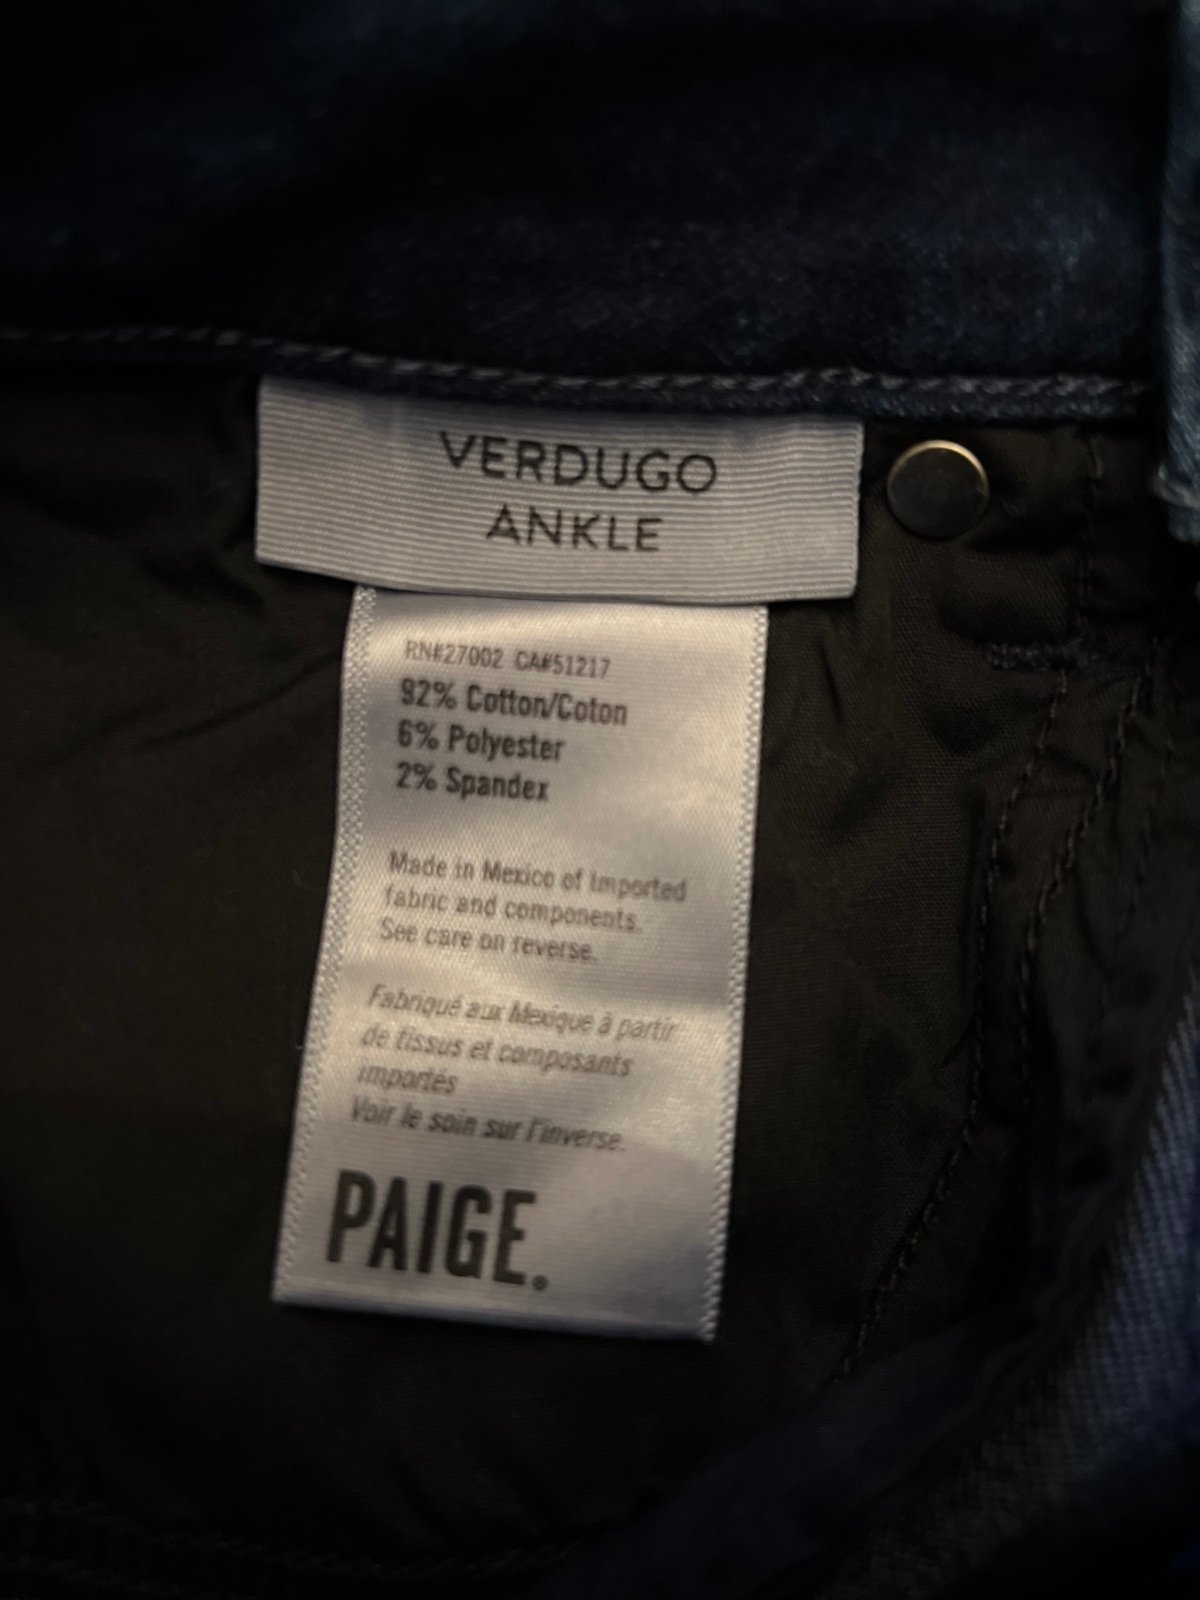 VERDUGO
ANKLE
RN#27002 CA#51217
92% Cotton/Coton
6% Polyester
2% Spandex
Made in Mexico of Imported
fabric and components.
See care on reverse.
Fabriqué aux Mexique à partir
de tissus et composants
importés
Voir le soin sur l'inverse.
PAIGE.